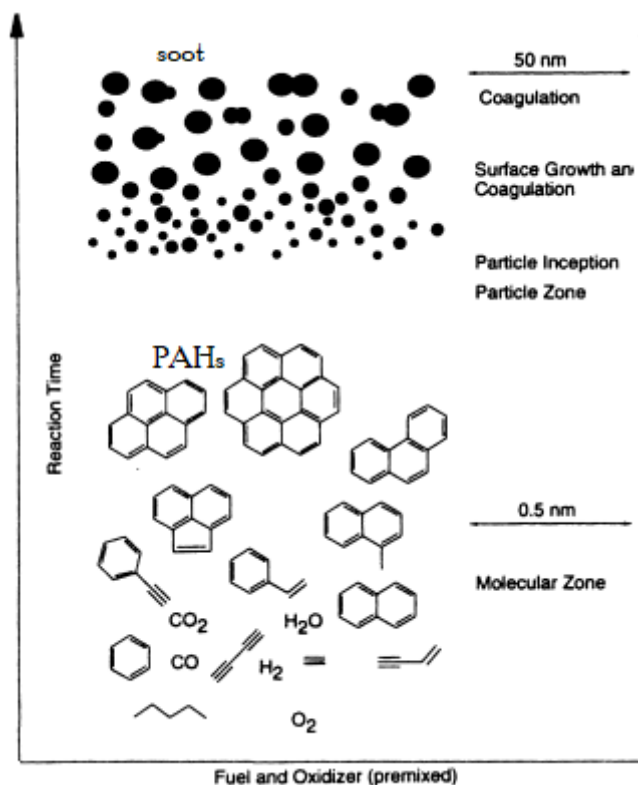 soot
50 nm
Coagulation
Surface Growth an
Coagulation
Particle Inception
Particle Zone
PAHs
Reaction Time
0.5 nm
Molecular Zone
CO₂
H₂O
CO
H₂
O₂
Fuel and Oxidizer (premixed)